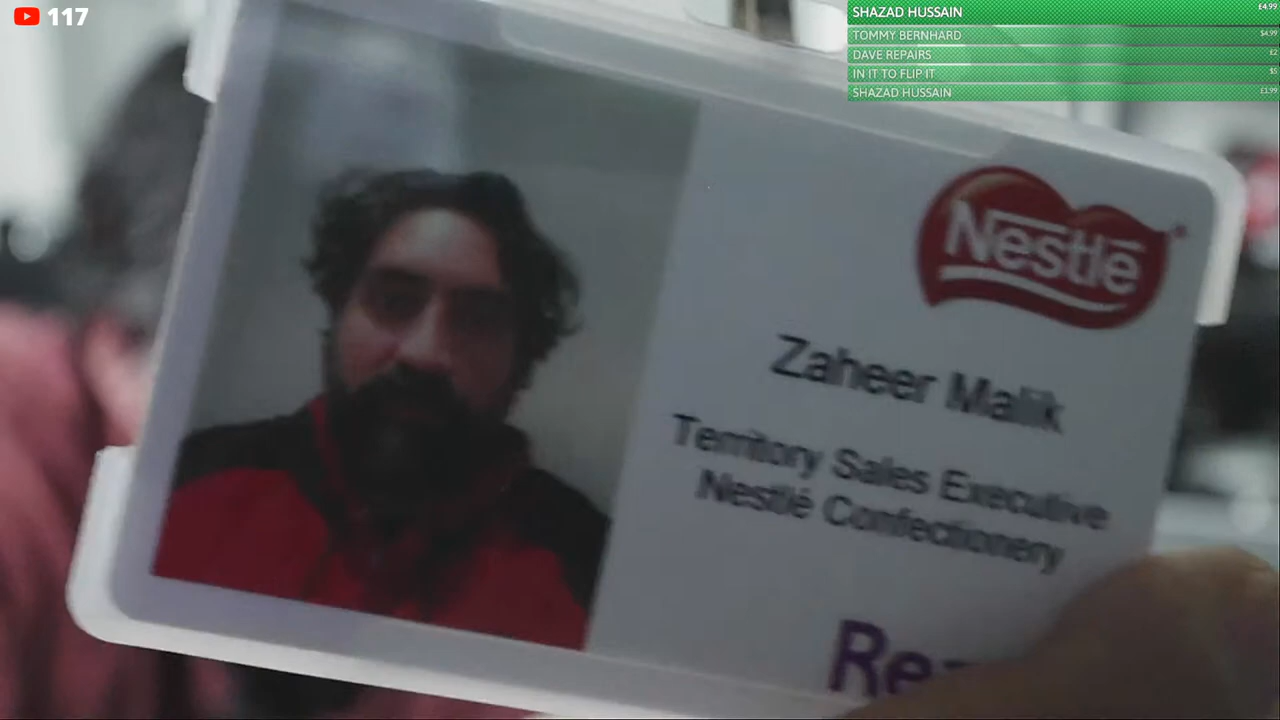 117
SHAZAD HUSSAIN £4.99
TOMMY BERNHARD $4.99
DAVE REPAIRS £2
IN IT TO FLIP IT $5
SHAZAD HUSSAIN £1.99
Nestlé
Zaheer Malik
Territory Sales Executive
Nestlé Confectionery